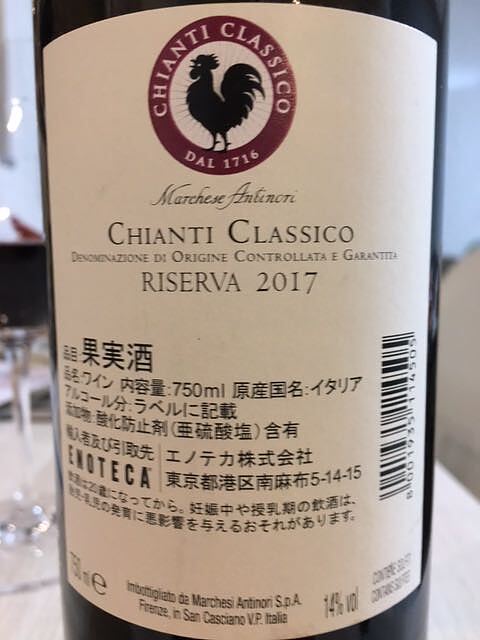 CHIANTI CLASSICO
DAL 1716
Marchese Antinori
CHIANTI CLASSICO
DENOMINAZIONE DI ORIGINE CONTROLLATA E GARANTITA
RISERVA 2017
品目:果実酒
品名:ワイン 内容量:750ml 原産国名:イタリア
アルコール分:ラベルに記載
添加物:酸化防止剤(亜硫酸塩)含有
輸入者及び引取先
ENOTECA
エノテカ株式会社
東京都港区南麻布5-14-15
飲酒は20歳になってから。妊娠中や授乳期の飲酒は、
胎児・乳児の発育に悪影響を与えるおそれがあります。
8001935114505
750 ml e
Imbottigliato da Marchesi Antinori S.p.A.
Firenze, in San Casciano V.P. Italia
14% vol
CONTIENE SOLFITI
CONTAINS SULFITES